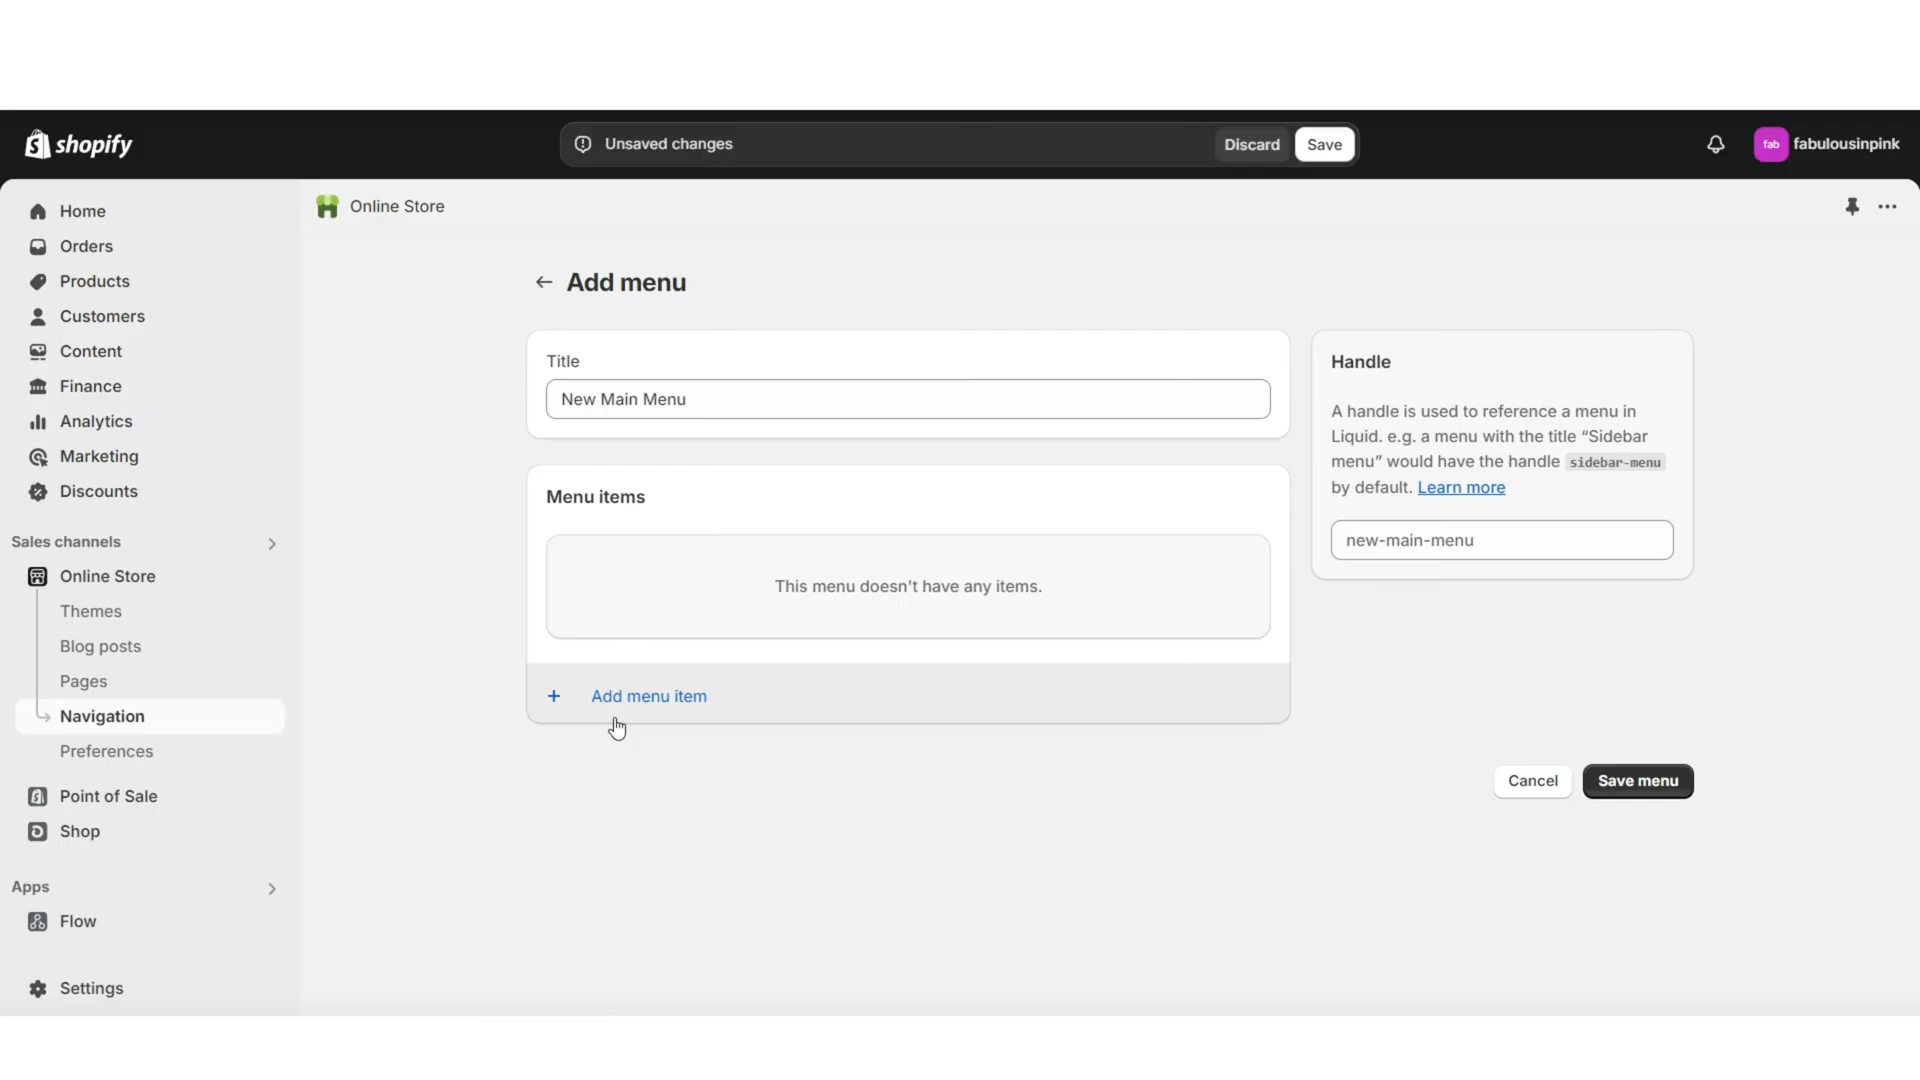 shopify
Unsaved changes
Discard
Save
fab
fabulousinpink
Home
Orders
Products
Customers
Content
Finance
Analytics
Marketing
Discounts
Sales channels
Online Store
Themes
Blog posts
Pages
Navigation
Preferences
Point of Sale
Shop
Apps
Flow
Settings
Online Store
Add menu
Title
New Main Menu
Menu items
This menu doesn't have any items.
+ Add menu item
Handle
A handle is used to reference a menu in
Liquid. e.g. a menu with the title “Sidebar
menu” would have the handle sidebar-menu
by default. Learn more
new-main-menu
Cancel
Save menu